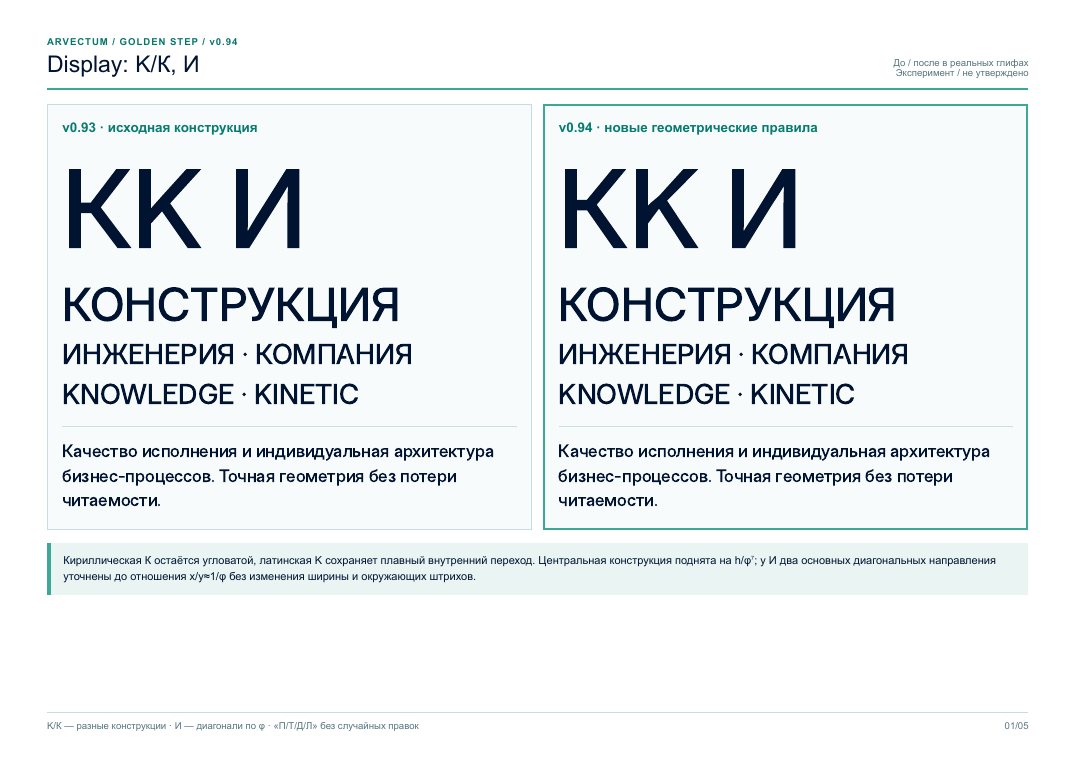 ARVECTUM / GOLDEN STEP / v0.94
Display: K/К, И
До / после в реальных глифах
Эксперимент / не утверждено
v0.93 · исходная конструкция
КK И
КОНСТРУКЦИЯ
ИНЖЕНЕРИЯ · КОМПАНИЯ
KNOWLEDGE · KINETIC
Качество исполнения и индивидуальная архитектура
бизнес-процессов. Точная геометрия без потери
читаемости.
v0.94 · новые геометрические правила
КK И
КОНСТРУКЦИЯ
ИНЖЕНЕРИЯ · КОМПАНИЯ
KNOWLEDGE · KINETIC
Качество исполнения и индивидуальная архитектура
бизнес-процессов. Точная геометрия без потери
читаемости.
Кириллическая К остаётся угловатой, латинская K сохраняет плавный внутренний переход. Центральная конструкция поднята на h/φ⁷; у И два основных диагональных направления
уточнены до отношения x/y≈1/φ без изменения ширины и окружающих штрихов.
K/К — разные конструкции · И — диагонали по φ · «П/Т/Д/Л» без случайных правок
01/05